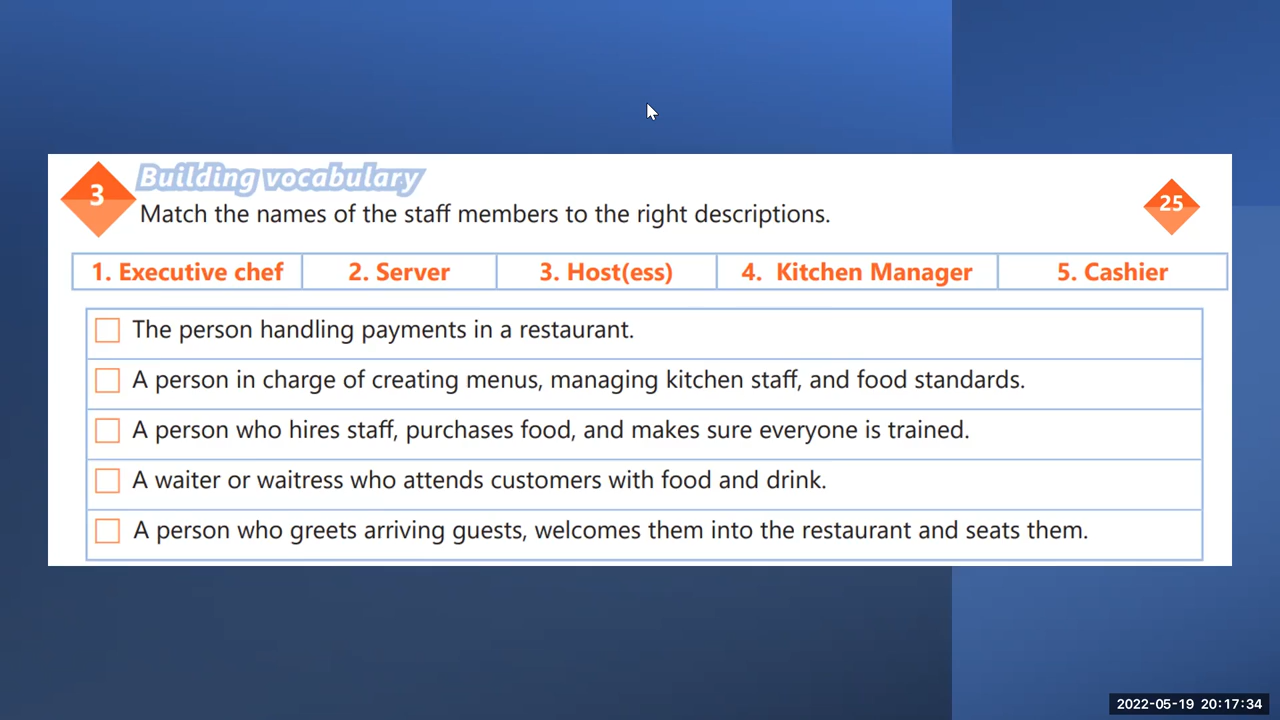 3
Building vocabulary
Match the names of the staff members to the right descriptions.
25
1. Executive chef
2. Server
3. Host(ess)
4. Kitchen Manager
5. Cashier
The person handling payments in a restaurant.
A person in charge of creating menus, managing kitchen staff, and food standards.
A person who hires staff, purchases food, and makes sure everyone is trained.
A waiter or waitress who attends customers with food and drink.
A person who greets arriving guests, welcomes them into the restaurant and seats them.
2022-05-19 20:17:34